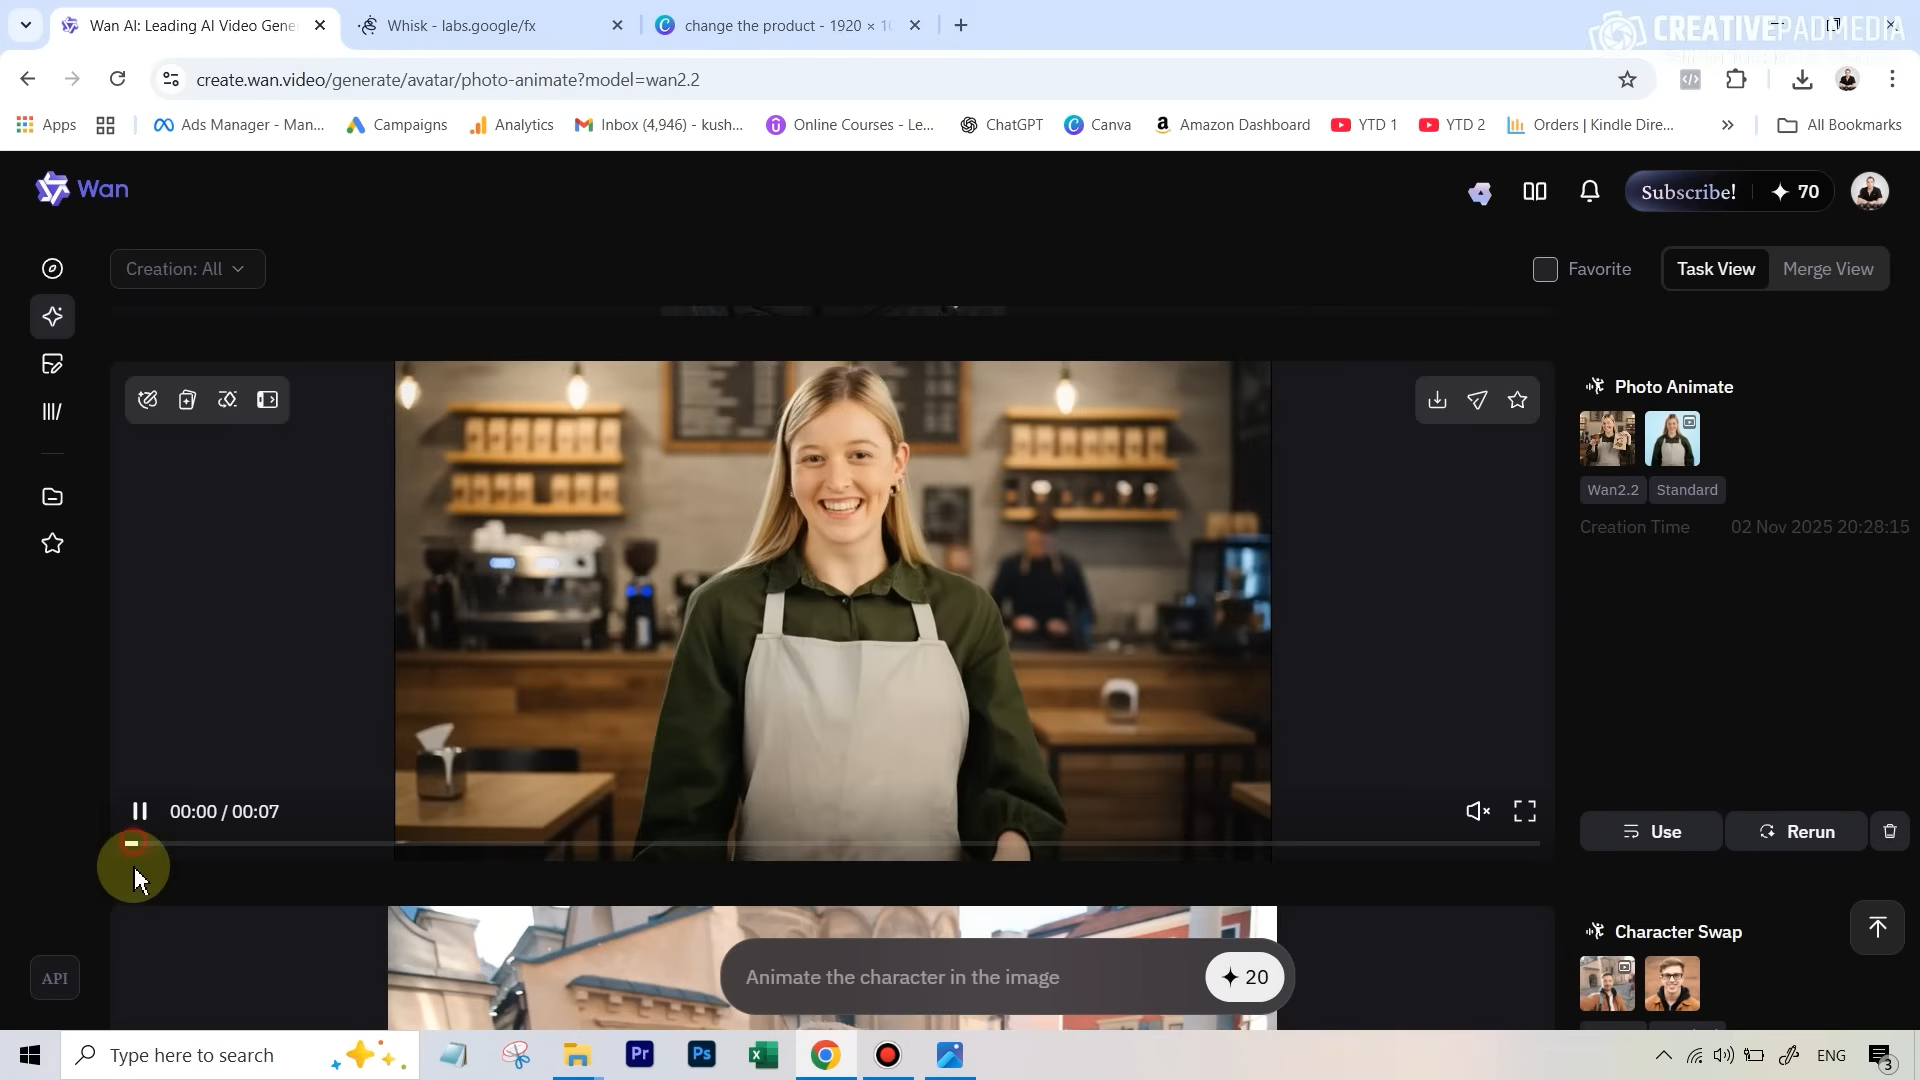 Wan AI: Leading AI Video Gene
Whisk - labs.google/fx
change the product - 1920 × 10
CREATIVEPADMEDIA
create.wan.video/generate/avatar/photo-animate?model=wan2.2
Apps
Ads Manager - Man...
Campaigns
Analytics
Inbox (4,946) - kush...
Online Courses - Le...
ChatGPT
Canva
Amazon Dashboard
YTD 1
YTD 2
Orders | Kindle Dire...
All Bookmarks
Wan
Subscribe!
70
Creation: All
Favorite
Task View
Merge View
Photo Animate
Wan2.2
Standard
Creation Time
02 Nov 2025 20:28:15
00:00 / 00:07
Use
Rerun
Character Swap
API
Animate the character in the image
20
Type here to search
Pr
Ps
ENG
3